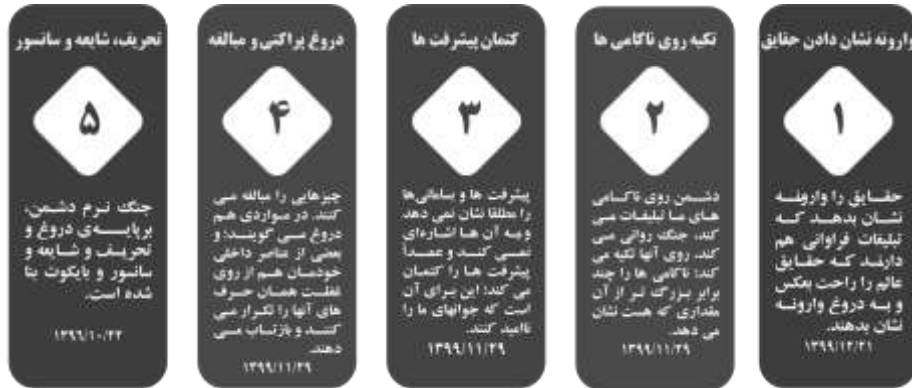 وارونه نشان دادن حقایق
۱
حقایق را وارونه
نشان بدهد که
تبلیغات فراوانی هم
دارند که حقایق
عالم را راحت بعکس
و به دروغ وارونه
نشان بدهند.
۱۳۹۹/۱۲/۲۱
تکیه روی ناکامی ها
۲
دشمن روی ناکامی
های ما تبلیغات می
کند، جنگ روانی می
کند، روی آنها تکیه می
کند؛ ناکامی ها را چند
برابر بزرگ تر از آن
مقداری که هست نشان
می دهد.
۱۳۹۹/۱۱/۲۹
کتمان پیشرفت ها
۳
پیشرفت ها و سامانی‌ها
را مطلقا نشان نمی دهد
و به آن ها اشاره‌ای
نمی کند و عمداً
پیشرفت ها را کتمان
می کند؛ این برای آن
است که جوانهای ما را
ناامید کنند.
۱۳۹۹/۱۱/۲۹
دروغ پراکنی و مبالغه
۴
چیزهایی را مبالغه می
کنند. در مواردی هم
دروغ می گویند؛ و
بعضی از عناصر داخلی
خودمان هم از روی
غفلت همان حرف
های آنها را تکرار می
کنند و بازتاب می
دهند.
۱۳۹۹/۱۱/۲۹
تحریف، شایعه و سانسور
۵
جنگ نرم دشمن،
برپایه‌ی دروغ و
تحریف و شایعه و
سانسور و بایکوت بنا
شده است.